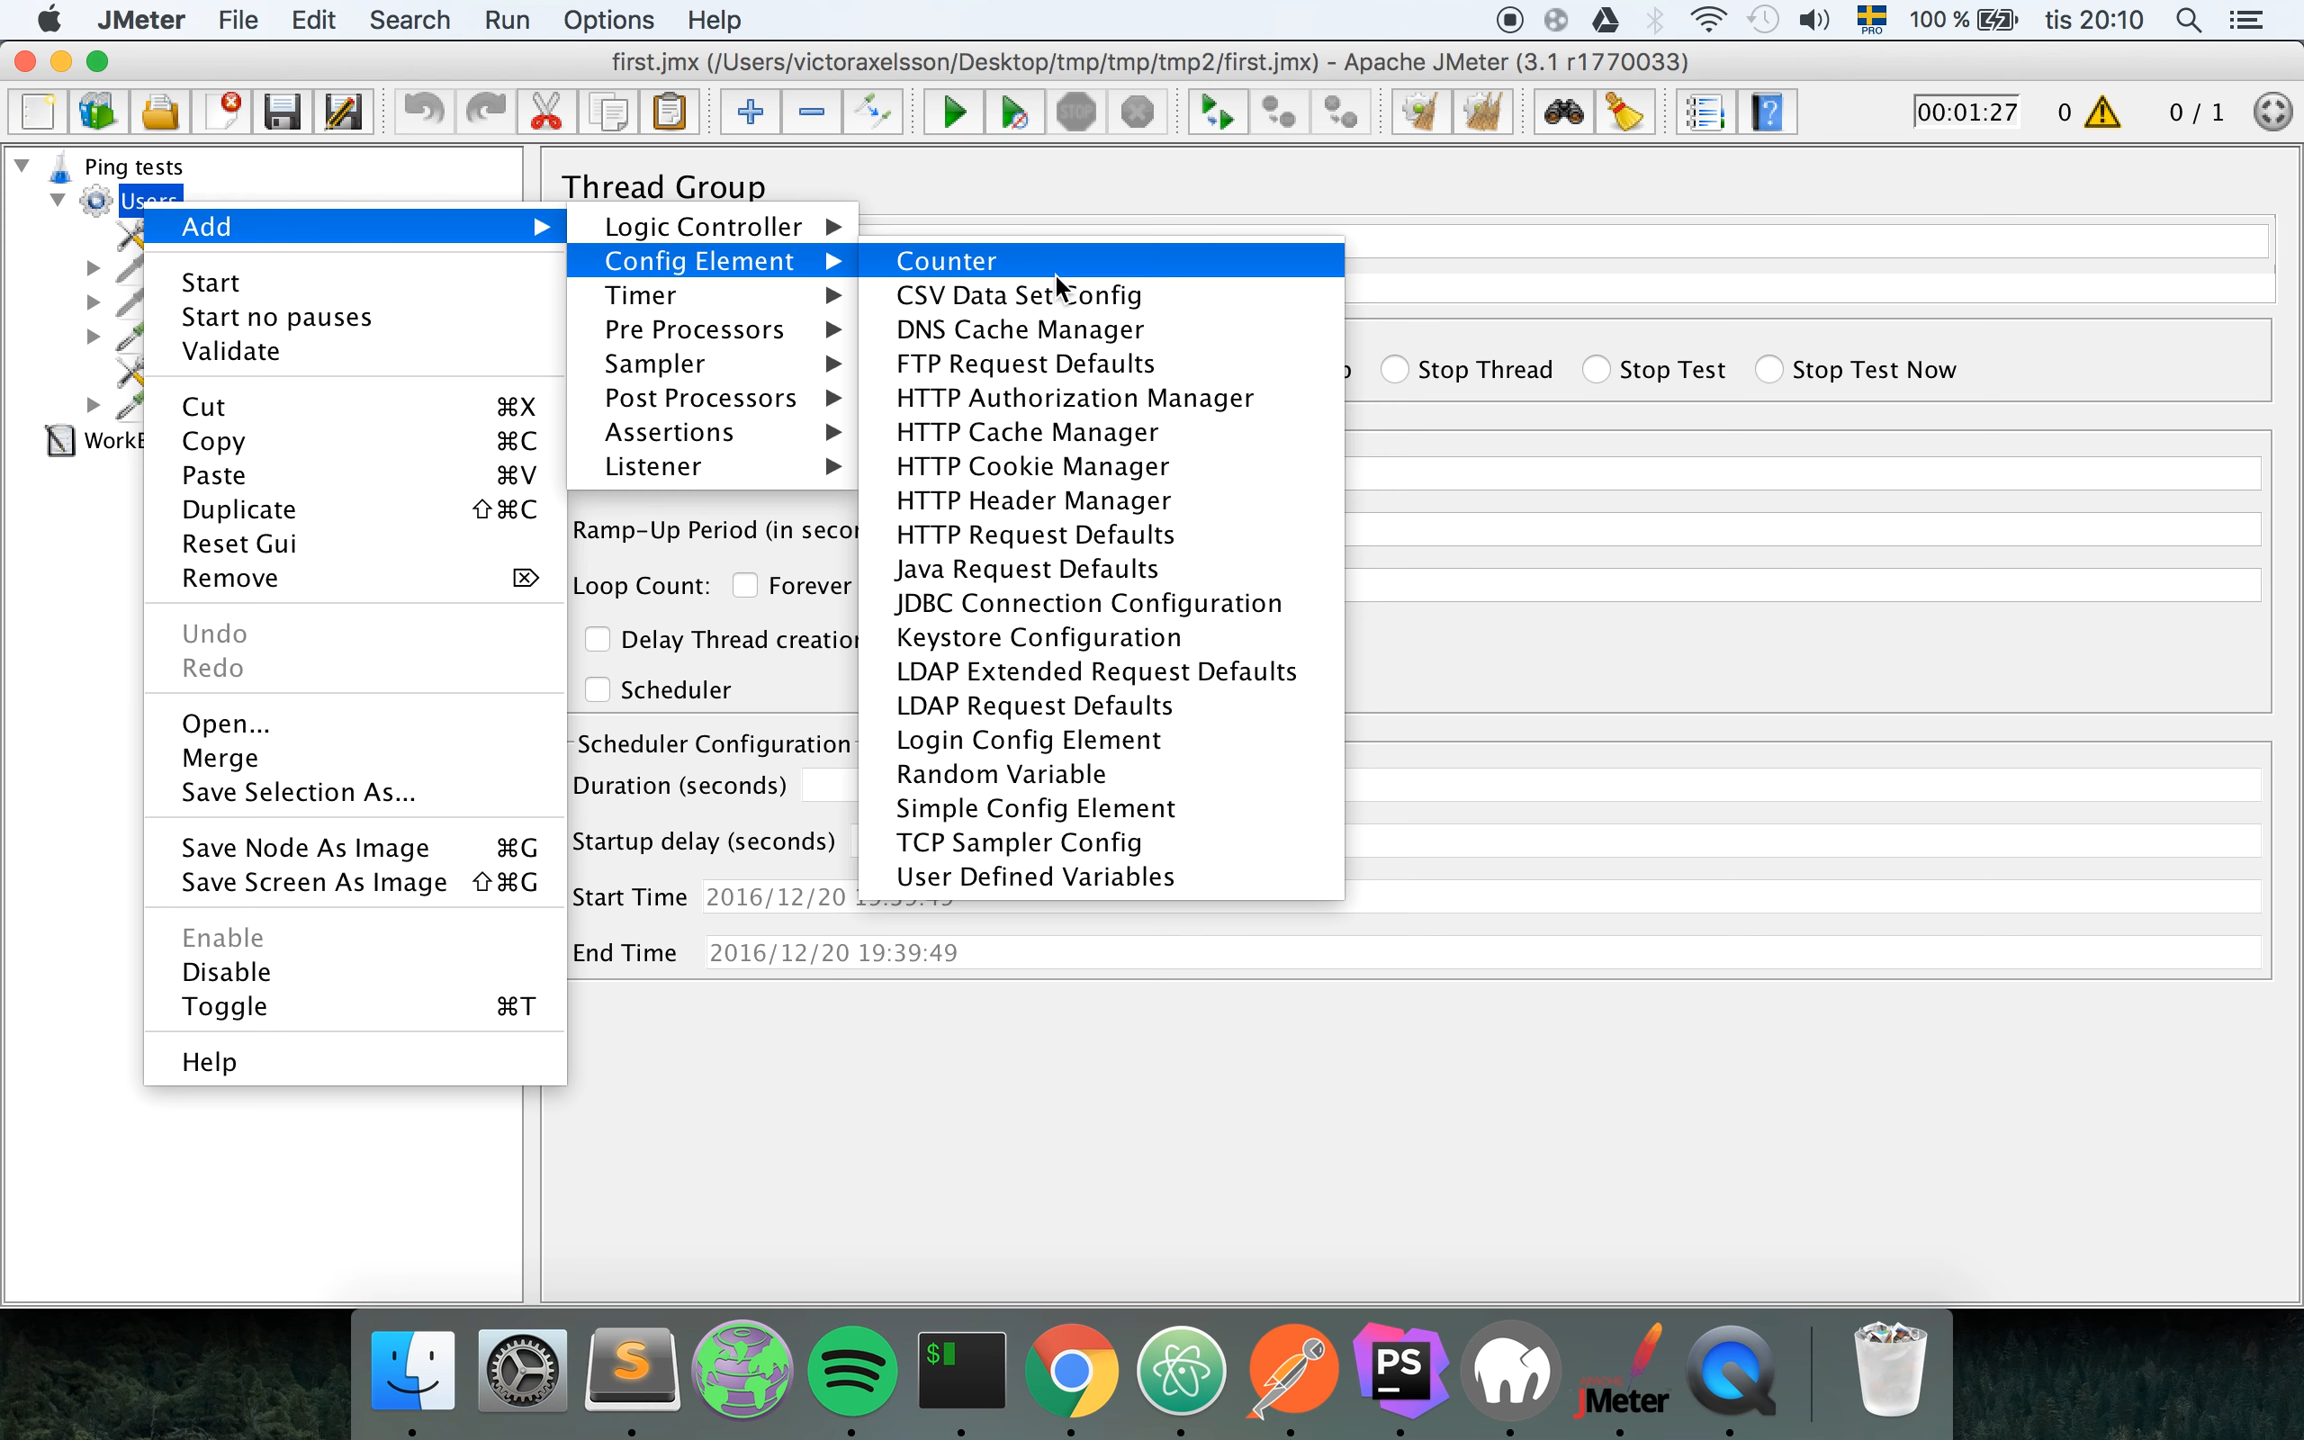 JMeter File Edit Search Run Options Help PRO 100 % tis 20:10
first.jmx (/Users/victoraxelsson/Desktop/tmp/tmp/tmp2/first.jmx) - Apache JMeter (3.1 r1770033)
STOP 00:01:27 0 0 / 1
Ping tests
Users
WorkB
Add
Start
Start no pauses
Validate
Cut ⌘X
Copy ⌘C
Paste ⌘V
Duplicate ⇧⌘C
Reset Gui
Remove ⌦
Undo
Redo
Open...
Merge
Save Selection As...
Save Node As Image ⌘G
Save Screen As Image ⇧⌘G
Enable
Disable
Toggle ⌘T
Help
Thread Group
Logic Controller
Config Element
Timer
Pre Processors
Sampler
Post Processors
Assertions
Listener
Counter
CSV Data Set Config
DNS Cache Manager
FTP Request Defaults
HTTP Authorization Manager
HTTP Cache Manager
HTTP Cookie Manager
HTTP Header Manager
HTTP Request Defaults
Java Request Defaults
JDBC Connection Configuration
Keystore Configuration
LDAP Extended Request Defaults
LDAP Request Defaults
Login Config Element
Random Variable
Simple Config Element
TCP Sampler Config
User Defined Variables
Stop Thread Stop Test Stop Test Now
Ramp-Up Period (in secon
Loop Count: Forever
Delay Thread creation
Scheduler
Scheduler Configuration
Duration (seconds)
Startup delay (seconds)
Start Time 2016/12/20 19:39:49
End Time 2016/12/20 19:39:49
S $ PS APACHE JMeter